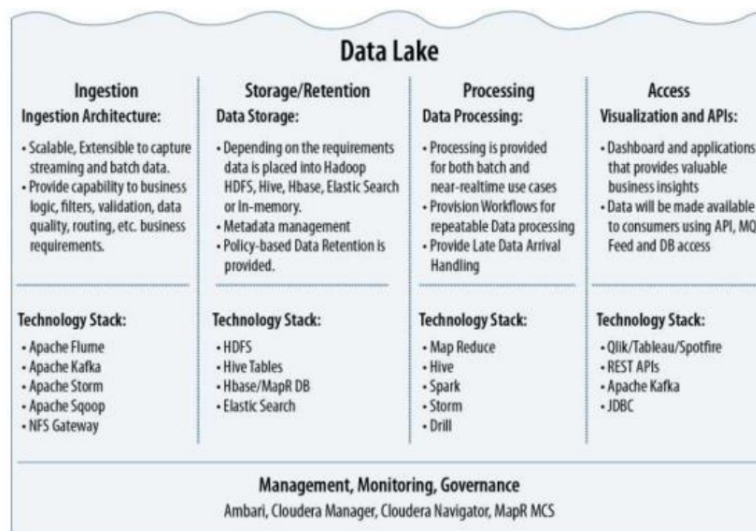 Data Lake
Ingestion
Ingestion Architecture:
• Scalable, Extensible to capture
streaming and batch data.
• Provide capability to business
logic, filters, validation, data
quality, routing, etc. business
requirements.
Technology Stack:
• Apache Flume
• Apache Kafka
• Apache Storm
• Apache Sqoop
• NFS Gateway
Storage/Retention
Data Storage:
• Depending on the requirements
data is placed into Hadoop
HDFS, Hive, Hbase, Elastic Search
or In-memory.
• Metadata management
• Policy-based Data Retention is
provided.
Technology Stack:
• HDFS
• Hive Tables
• Hbase/MapR DB
• Elastic Search
Processing
Data Processing:
• Processing is provided
for both batch and
near-realtime use cases
• Provision Workflows for
repeatable Data processing
• Provide Late Data Arrival
Handling
Technology Stack:
• Map Reduce
• Hive
• Spark
• Storm
• Drill
Access
Visualization and APIs:
• Dashboard and applications
that provides valuable
business insights
• Data will be made available
to consumers using API, MQ
Feed and DB access
Technology Stack:
• Qlik/Tableau/Spotfire
• REST APIs
• Apache Kafka
• JDBC
Management, Monitoring, Governance
Ambari, Cloudera Manager, Cloudera Navigator, MapR MCS